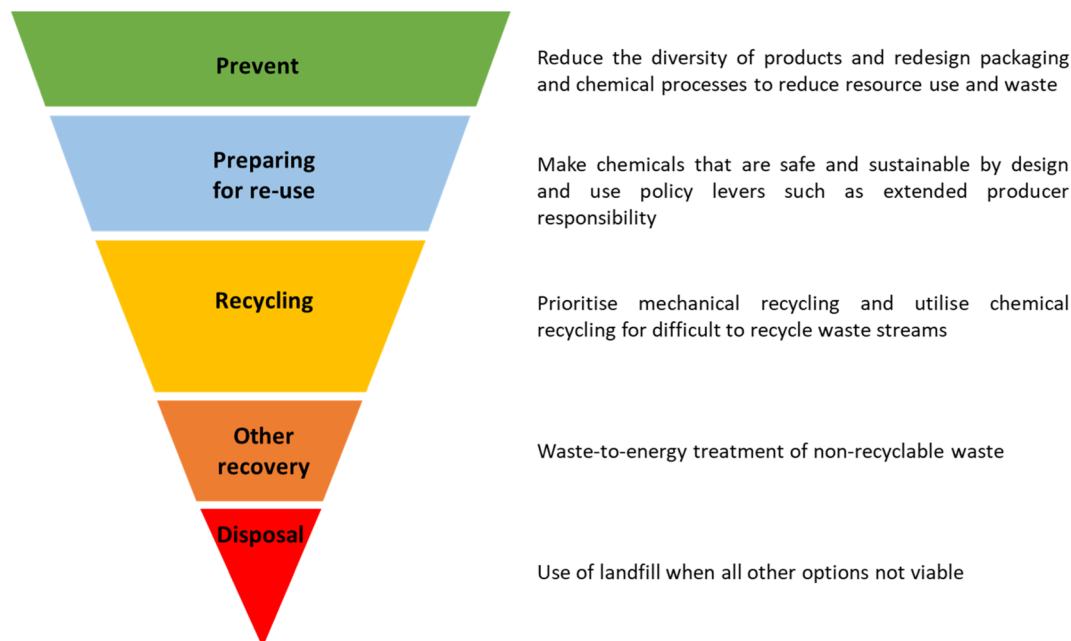 Prevent
Reduce the diversity of products and redesign packaging
and chemical processes to reduce resource use and waste
Preparing
for re-use
Make chemicals that are safe and sustainable by design
and use policy levers such as extended producer
responsibility
Recycling
Prioritise mechanical recycling and utilise chemical
recycling for difficult to recycle waste streams
Other
recovery
Waste-to-energy treatment of non-recyclable waste
Disposal
Use of landfill when all other options not viable